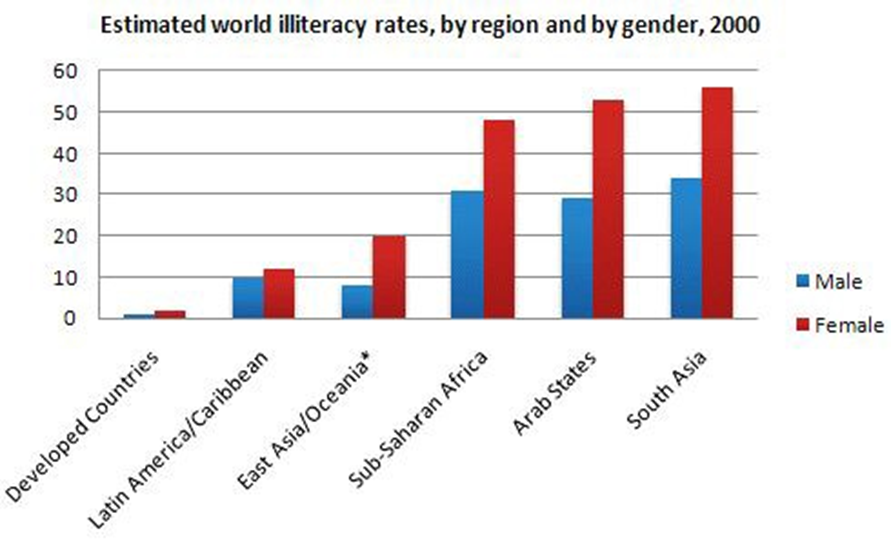 Estimated world illiteracy rates, by region and by gender, 2000
60
50
40
30
20
10
0
Developed Countries
Latin America/Caribbean
East Asia/Oceania*
Sub-Saharan Africa
Arab States
South Asia
Male
Female